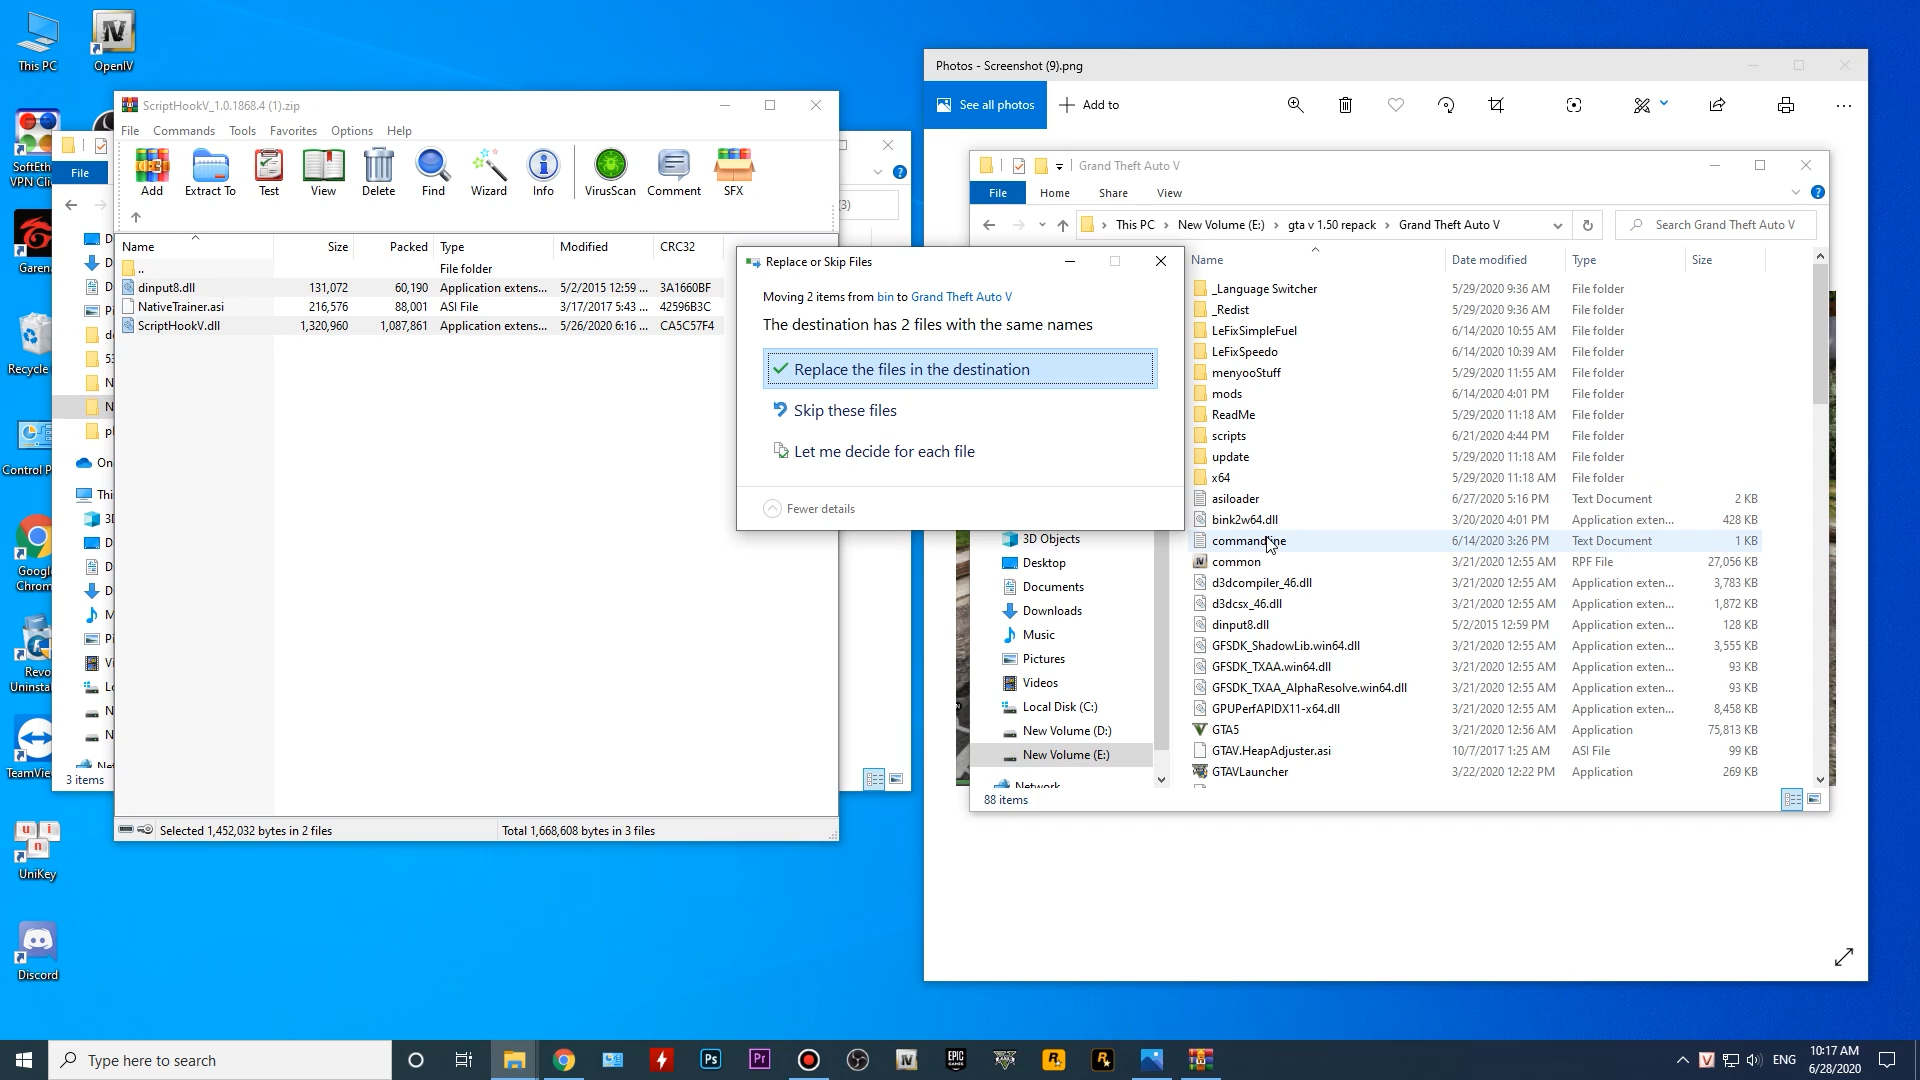 This PC
OpenIV
SoftEth
VPN Clie
Garena
Recycle
Control P
Googl
Chrom
Revo
Uninstal
TeamView
UniKey
Discord
ScriptHookV_1.0.1868.4 (1).zip
File Commands Tools Favorites Options Help
Add Extract To Test View Delete Find Wizard Info VirusScan Comment SFX
Name Size Packed Type Modified CRC32
.. File folder
dinput8.dll 131,072 60,190 Application extens... 5/2/2015 12:59 ... 3A1660BF
NativeTrainer.asi 216,576 88,001 ASI File 3/17/2017 5:43 ... 42596B3C
ScriptHookV.dll 1,320,960 1,087,861 Application extens... 5/26/2020 6:16 ... CA5C57F4
Selected 1,452,032 bytes in 2 files Total 1,668,608 bytes in 3 files
File
3)
On
Thi
3 items
Replace or Skip Files
Moving 2 items from bin to Grand Theft Auto V
The destination has 2 files with the same names
Replace the files in the destination
Skip these files
Let me decide for each file
Fewer details
Photos - Screenshot (9).png
See all photos Add to
Grand Theft Auto V
File Home Share View
This PC New Volume (E:) gta v 1.50 repack Grand Theft Auto V Search Grand Theft Auto V
Name Date modified Type Size
_Language Switcher 5/29/2020 9:36 AM File folder
_Redist 5/29/2020 9:36 AM File folder
LeFixSimpleFuel 6/14/2020 10:55 AM File folder
LeFixSpeedo 6/14/2020 10:39 AM File folder
menyooStuff 5/29/2020 11:55 AM File folder
mods 6/14/2020 4:01 PM File folder
ReadMe 5/29/2020 11:18 AM File folder
scripts 6/21/2020 4:44 PM File folder
update 5/29/2020 11:18 AM File folder
x64 5/29/2020 11:18 AM File folder
asiloader 6/27/2020 5:16 PM Text Document 2 KB
bink2w64.dll 3/20/2020 4:01 PM Application exten... 428 KB
commandline 6/14/2020 3:26 PM Text Document 1 KB
common 3/21/2020 12:55 AM RPF File 27,056 KB
d3dcompiler_46.dll 3/21/2020 12:55 AM Application exten... 3,783 KB
d3dcsx_46.dll 3/21/2020 12:55 AM Application exten... 1,872 KB
dinput8.dll 5/2/2015 12:59 PM Application exten... 128 KB
GFSDK_ShadowLib.win64.dll 3/21/2020 12:55 AM Application exten... 3,555 KB
GFSDK_TXAA.win64.dll 3/21/2020 12:55 AM Application exten... 93 KB
GFSDK_TXAA_AlphaResolve.win64.dll 3/21/2020 12:55 AM Application exten... 93 KB
GPUPerfAPIDX11-x64.dll 3/21/2020 12:55 AM Application exten... 8,458 KB
GTA5 3/21/2020 12:56 AM Application 75,813 KB
GTAV.HeapAdjuster.asi 10/7/2017 1:25 AM ASI File 99 KB
GTAVLauncher 3/22/2020 12:22 PM Application 269 KB
3D Objects
Desktop
Documents
Downloads
Music
Pictures
Videos
Local Disk (C:)
New Volume (D:)
New Volume (E:)
Network
88 items
Type here to search
ENG
10:17 AM
6/28/2020